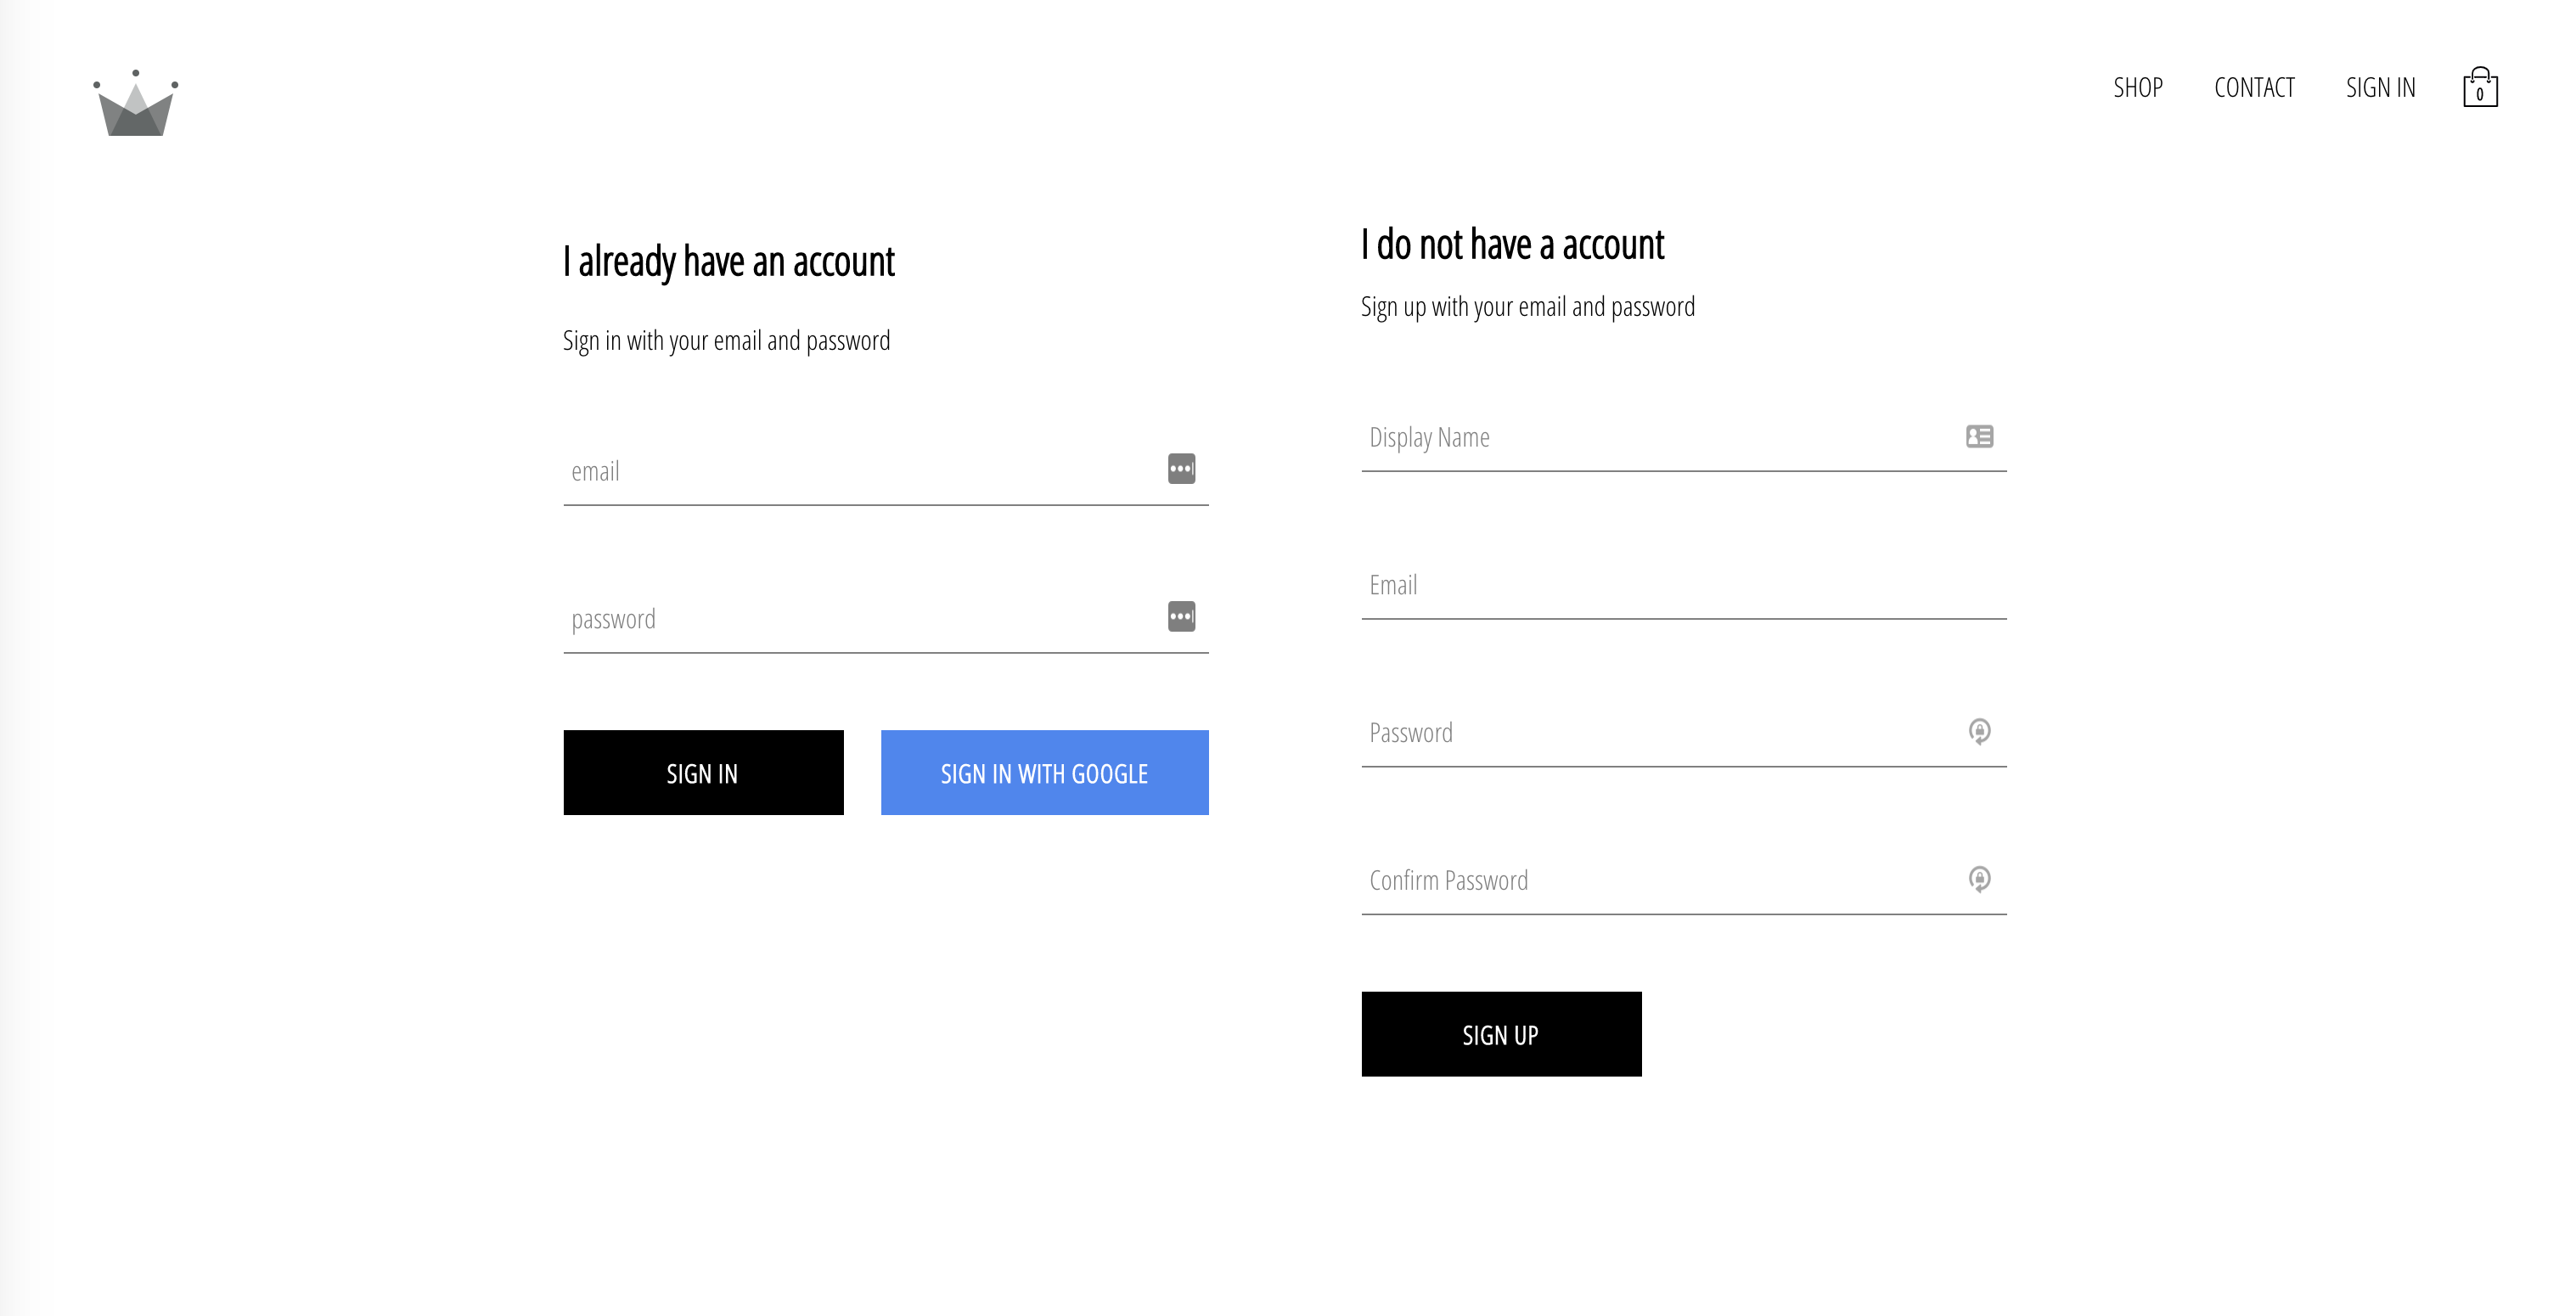 SHOP
CONTACT
SIGN IN
0
I already have an account
Sign in with your email and password
email
password
SIGN IN
SIGN IN WITH GOOGLE
I do not have a account
Sign up with your email and password
Display Name
Email
Password
Confirm Password
SIGN UP